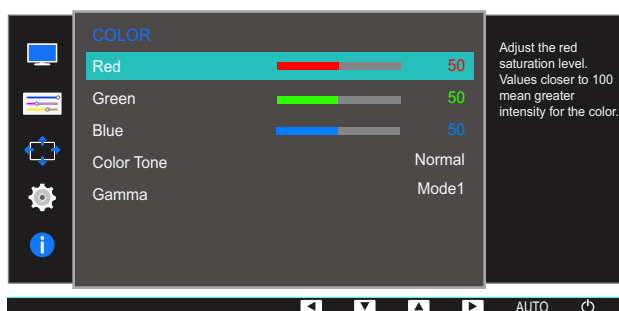 COLOR
Red 50
Green 50
Blue 50
Color Tone Normal
Gamma Mode1
Adjust the red
saturation level.
Values closer to 100
mean greater
intensity for the color.
AUTO